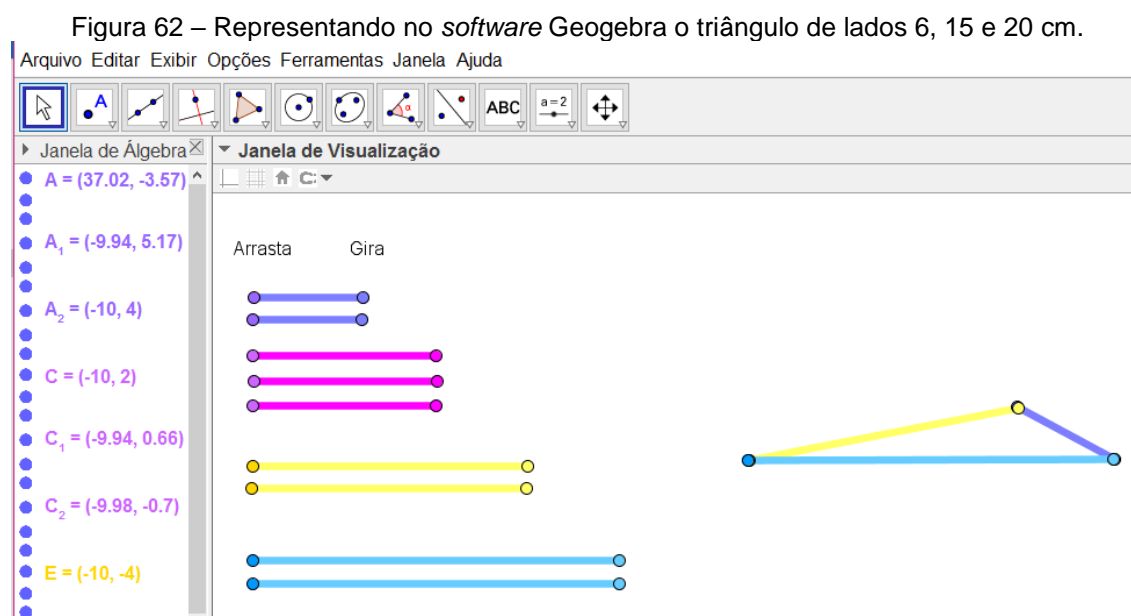 Figura 62 – Representando no software Geogebra o triângulo de lados 6, 15 e 20 cm.
Arquivo Editar Exibir Opções Ferramentas Janela Ajuda
A α ABC a=2
Janela de Álgebra Janela de Visualização
A = (37.02, -3.57)
A₁ = (-9.94, 5.17)
Arrasta Gira
A₂ = (-10, 4)
C = (-10, 2)
C₁ = (-9.94, 0.66)
C₂ = (-9.98, -0.7)
E = (-10, -4)